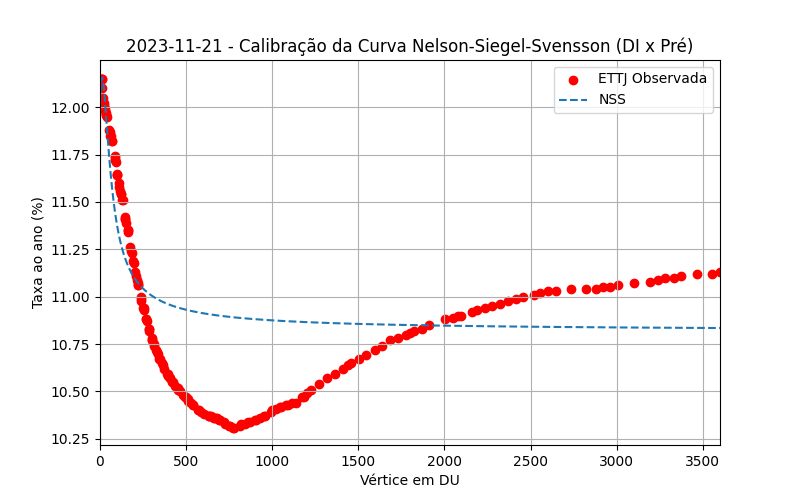 2023-11-21 - Calibração da Curva Nelson-Siegel-Svensson (DI x Pré)
ETTJ Observada
NSS
Taxa ao ano (%)
12.00
11.75
11.50
11.25
11.00
10.75
10.50
10.25
0 500 1000 1500 2000 2500 3000 3500
Vértice em DU